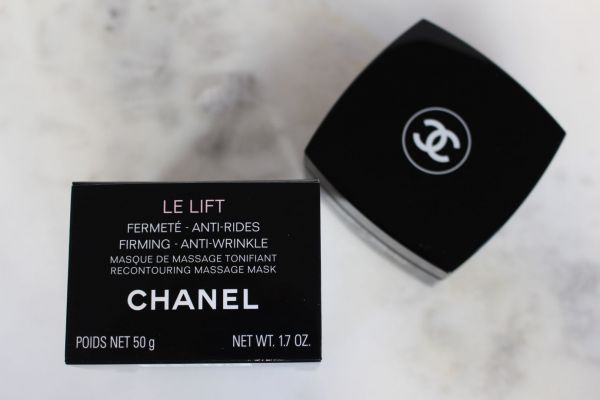 LE LIFT
FERMETÉ - ANTI-RIDES
FIRMING - ANTI-WRINKLE
MASQUE DE MASSAGE TONIFIANT
RECONTOURING MASSAGE MASK
CHANEL
POIDS NET 50 g NET WT. 1.7 OZ.